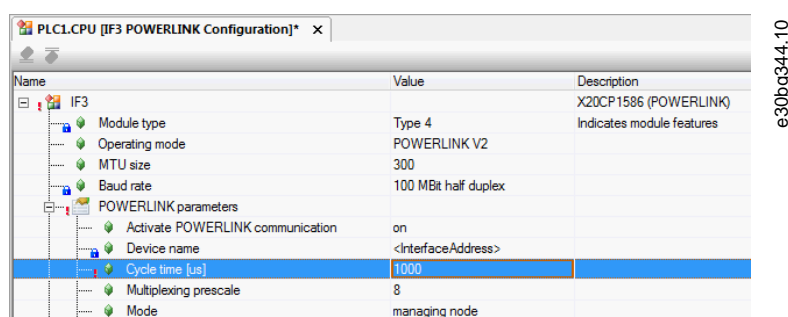 PLC1.CPU [IF3 POWERLINK Configuration]* X
Name Value Description
IF3 X20CP1586 (POWERLINK)
Module type Type 4 Indicates module features
Operating mode POWERLINK V2
MTU size 300
Baud rate 100 MBit half duplex
POWERLINK parameters
Activate POWERLINK communication on
Device name <InterfaceAddress>
Cycle time [us] 1000
Multiplexing prescale 8
Mode managing node
e30bd344.10